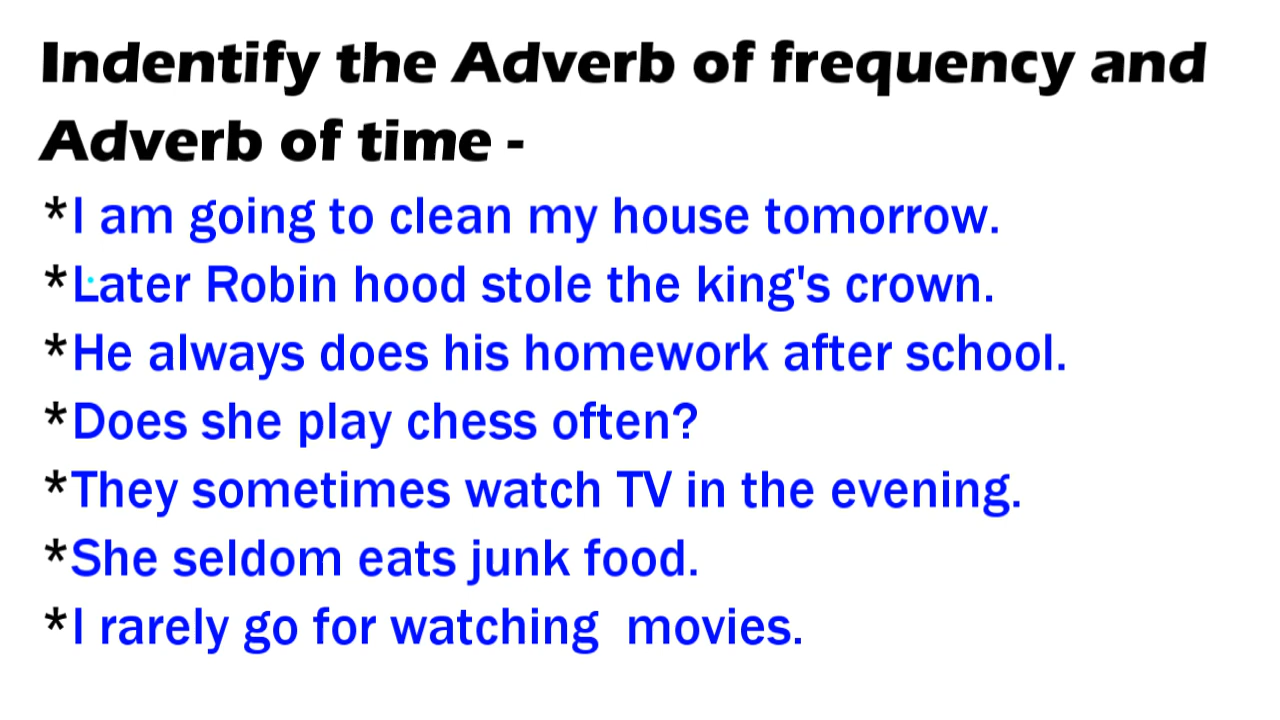 Indentify the Adverb of frequency and
Adverb of time -
*I am going to clean my house tomorrow.
*Later Robin hood stole the king's crown.
*He always does his homework after school.
*Does she play chess often?
*They sometimes watch TV in the evening.
*She seldom eats junk food.
*I rarely go for watching  movies.